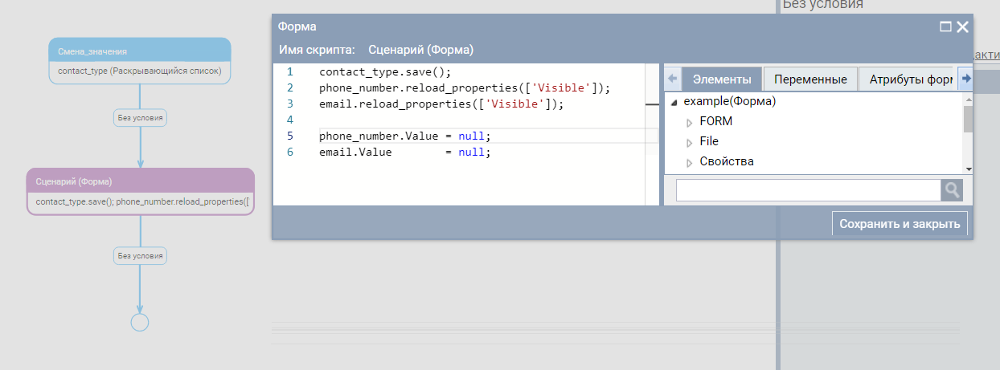 Без условия
Форма
Имя скрипта: Сценарий (Форма)
1 contact_type.save();
2 phone_number.reload_properties(['Visible']);
3 email.reload_properties(['Visible']);
4
5 phone_number.Value = null;
6 email.Value        = null;
Элементы Переменные Атрибуты форм
example(Форма)
FORM
File
Свойства
Сохранить и закрыть
Смена_значения
contact_type (Раскрывающийся список)
Без условия
Сценарий (Форма)
contact_type.save(); phone_number.reload_properties([
Без условия